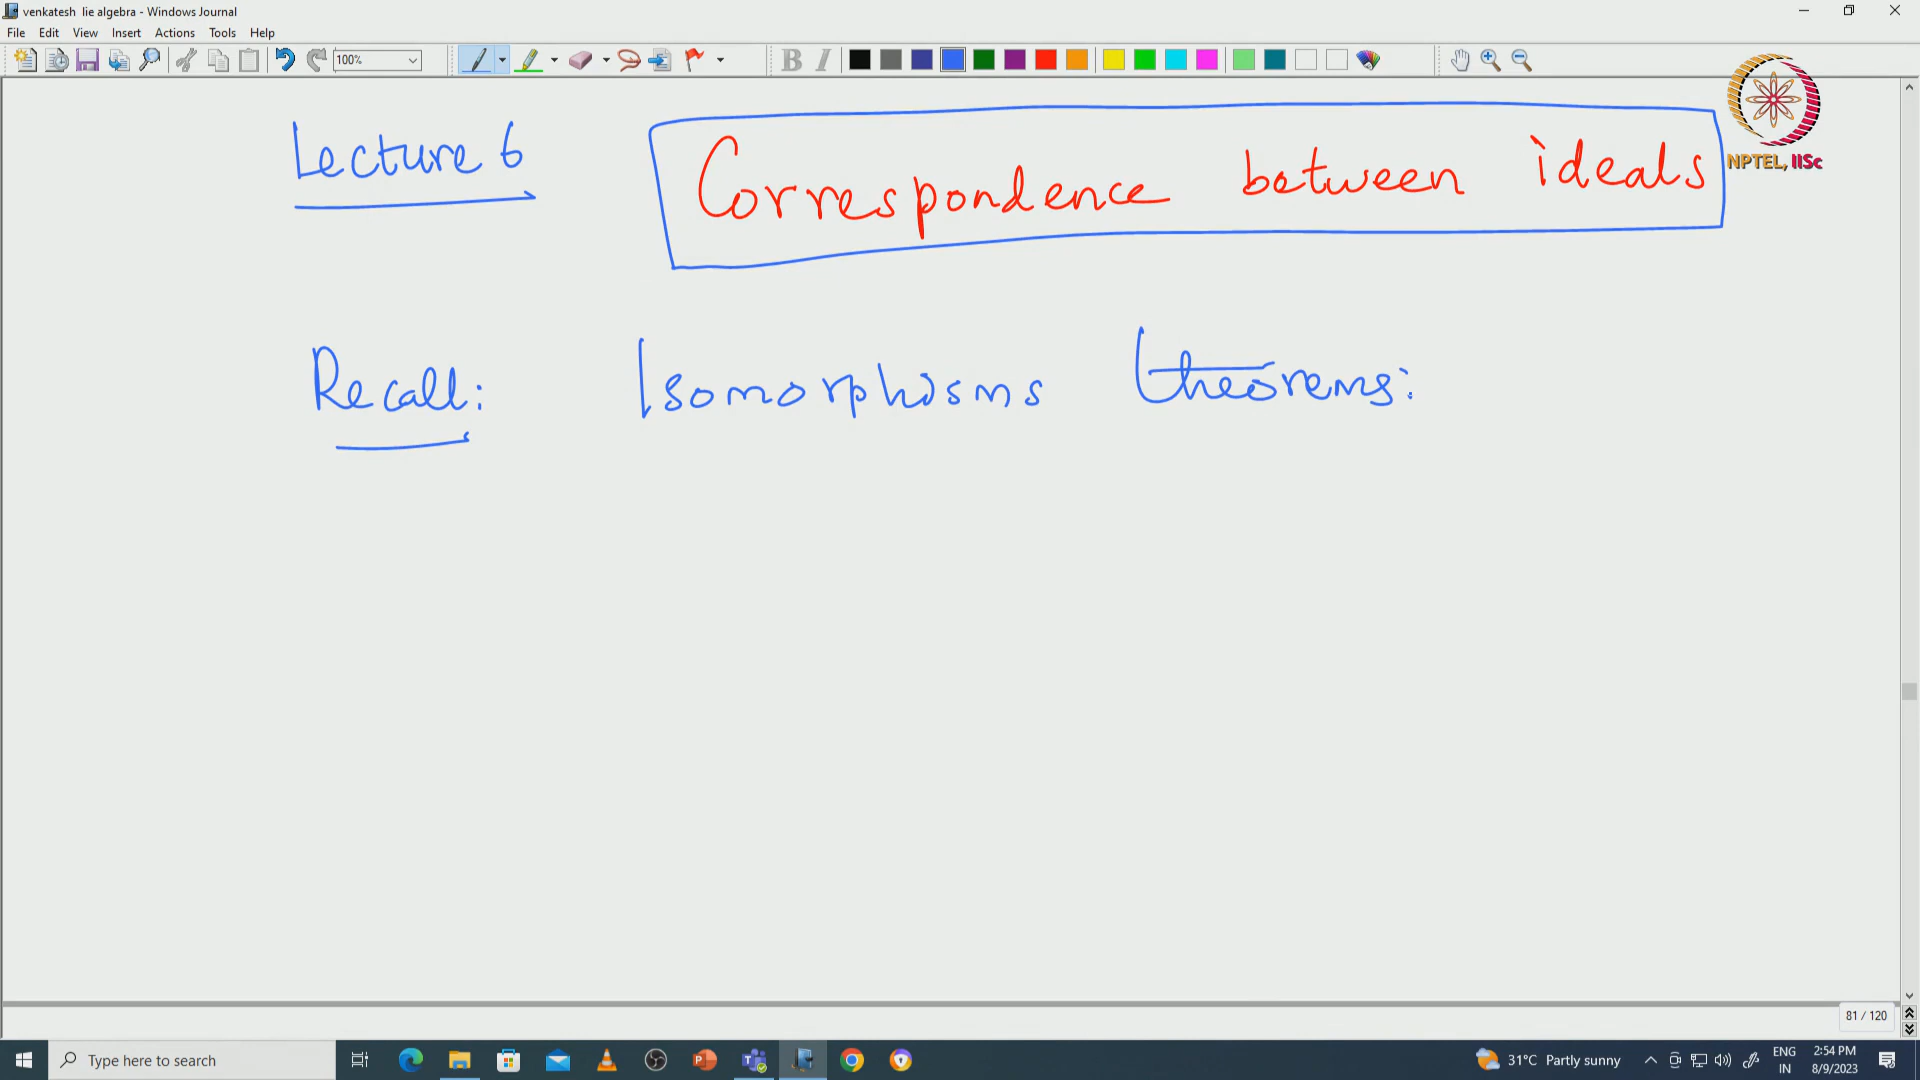 venkatesh lie algebra - Windows Journal
File Edit View Insert Actions Tools Help
100%
B I
NPTEL, IISc
Lecture 6 Correspondence between ideals
Recall: Isomorphisms theorems:
81 / 120
Type here to search
31°C Partly sunny
ENG
IN
2:54 PM
8/9/2023